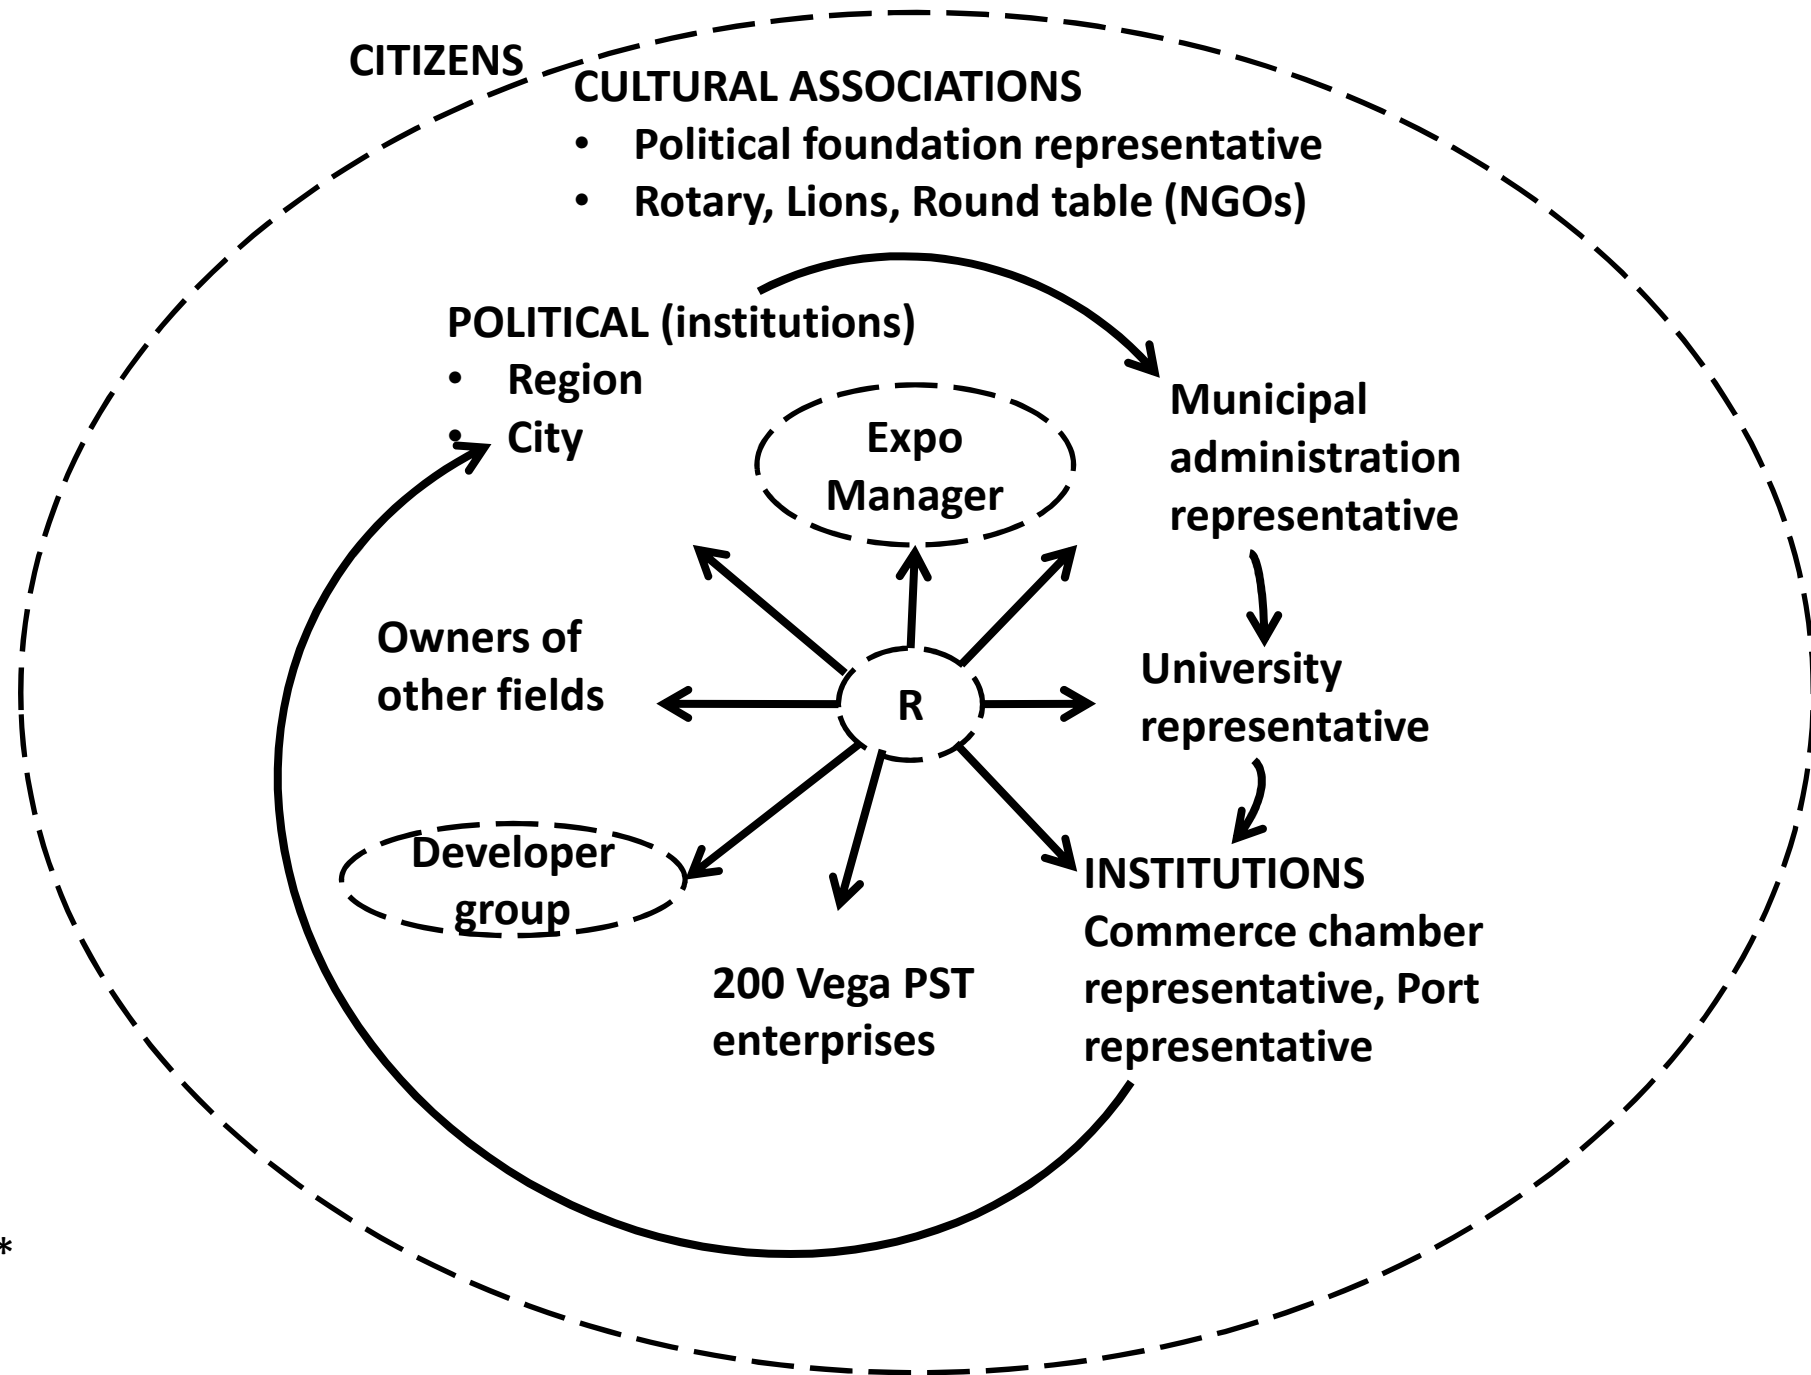 CITIZENS
CULTURAL ASSOCIATIONS
• Political foundation representative
• Rotary, Lions, Round table (NGOs)
POLITICAL (institutions)
• Region
• City
Expo
Manager
Municipal
administration
representative
Owners of
other fields
R
University
representative
Developer
group
200 Vega PST
enterprises
INSTITUTIONS
Commerce chamber
representative, Port
representative
*